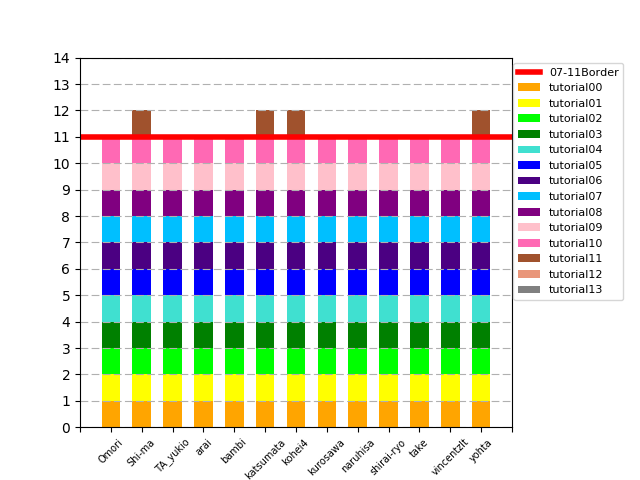 14
13
12
11
10
9
8
7
6
5
4
3
2
1
0
Omori
Shi-ma
TA_yukio
arai
bambi
katsumata
kohei4
kurosawa
naruhisa
shirai-ryo
take
vincentzlt
yohta
07-11Border
tutorial00
tutorial01
tutorial02
tutorial03
tutorial04
tutorial05
tutorial06
tutorial07
tutorial08
tutorial09
tutorial10
tutorial11
tutorial12
tutorial13